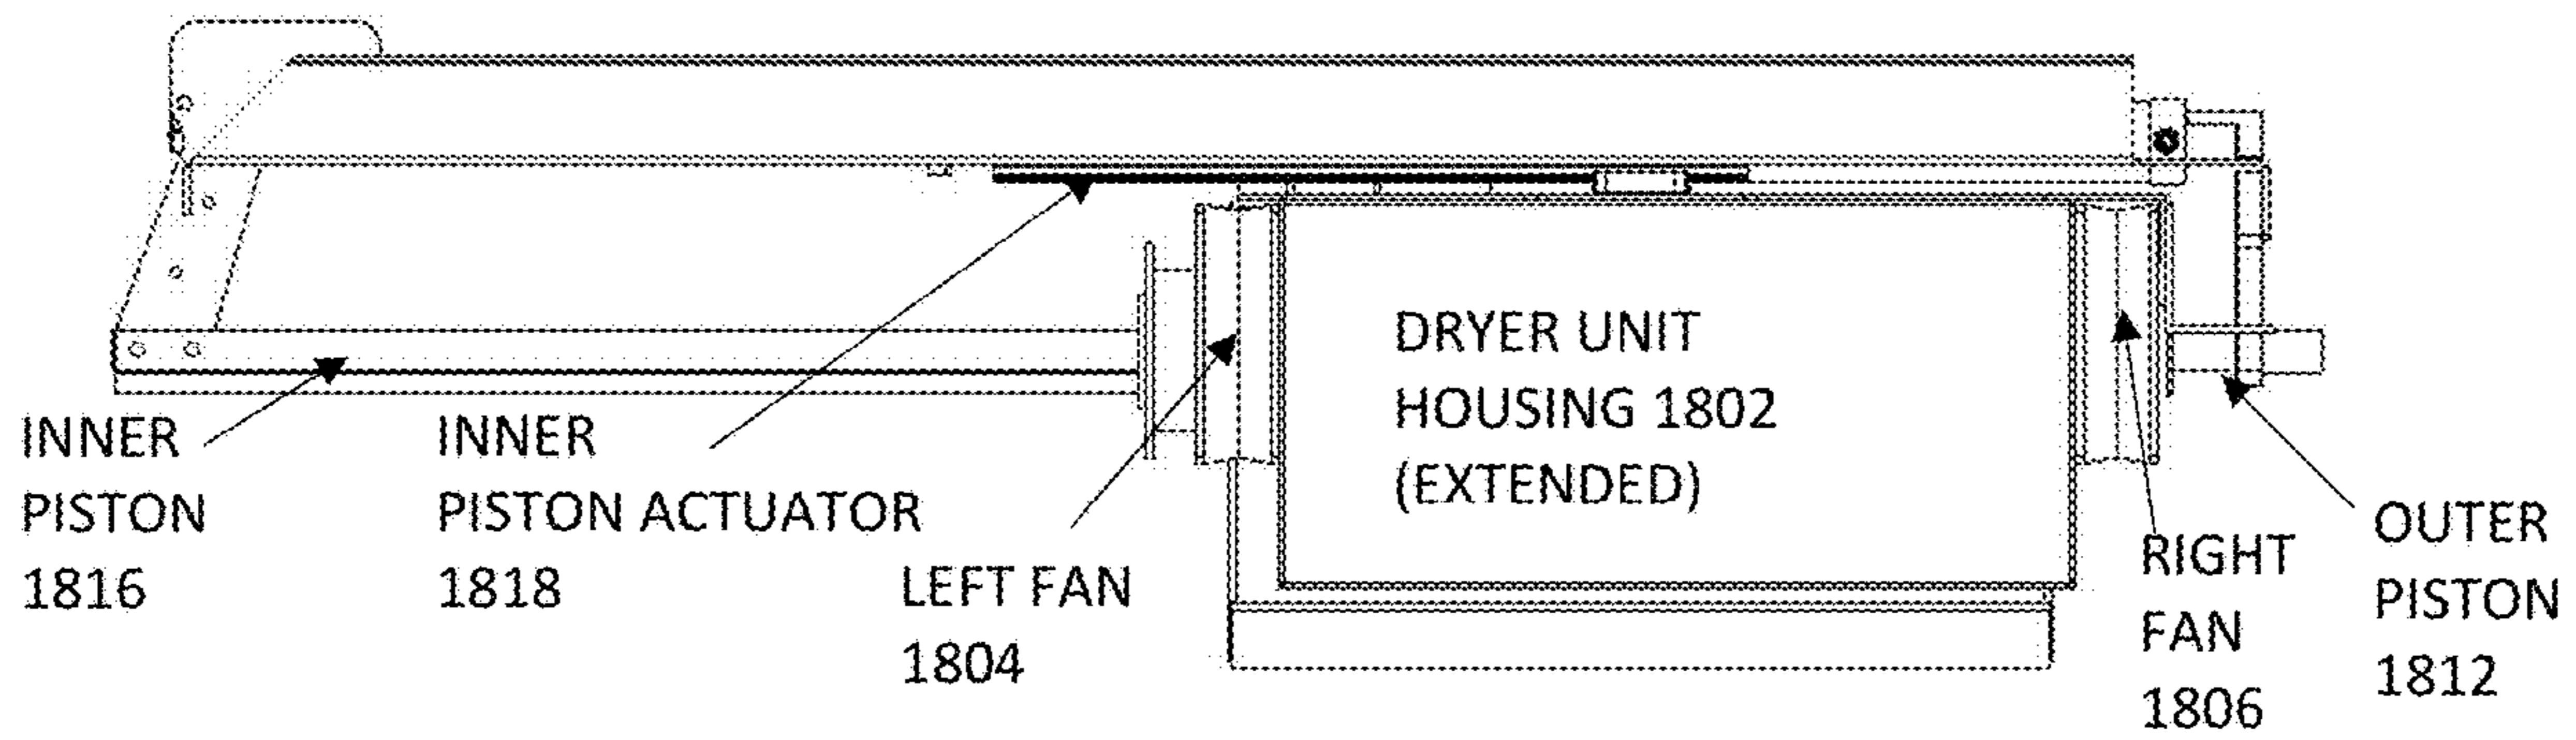 INNER
PISTON
1816
INNER
PISTON ACTUATOR
1818
LEFT FAN
1804
DRYER UNIT
HOUSING 1802
(EXTENDED)
RIGHT
FAN
1806
OUTER
PISTON
1812